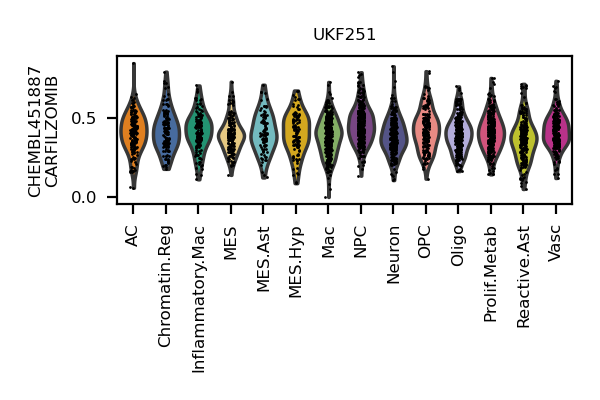 UKF251
CHEMBL451887
CARFILZOMIB
0.5
0.0
AC
Chromatin.Reg
Inflammatory.Mac
MES
MES.Ast
MES.Hyp
Mac
NPC
Neuron
OPC
Oligo
Prolif.Metab
Reactive.Ast
Vasc